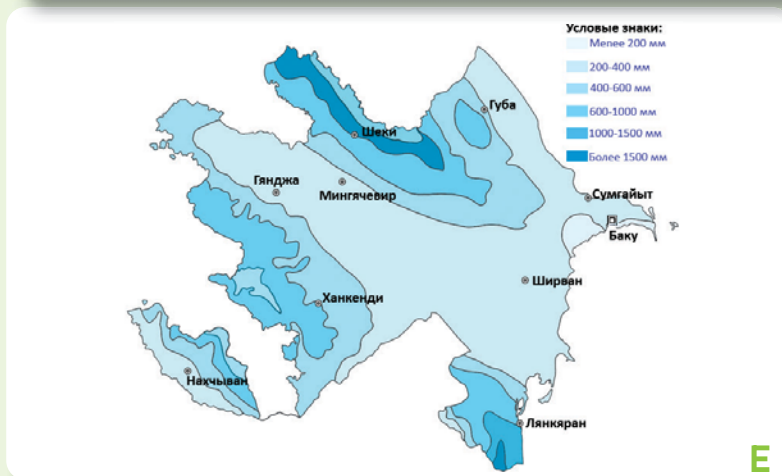 Условые знаки:
Менее 200 мм
200-400 мм
400-600 мм
600-1000 мм
1000-1500 мм
Более 1500 мм
Губа
Шеки
Гянджа
Мингячевир
Сумгайыт
Баку
Ширван
Ханкенди
Нахчыван
Лянкяран
E